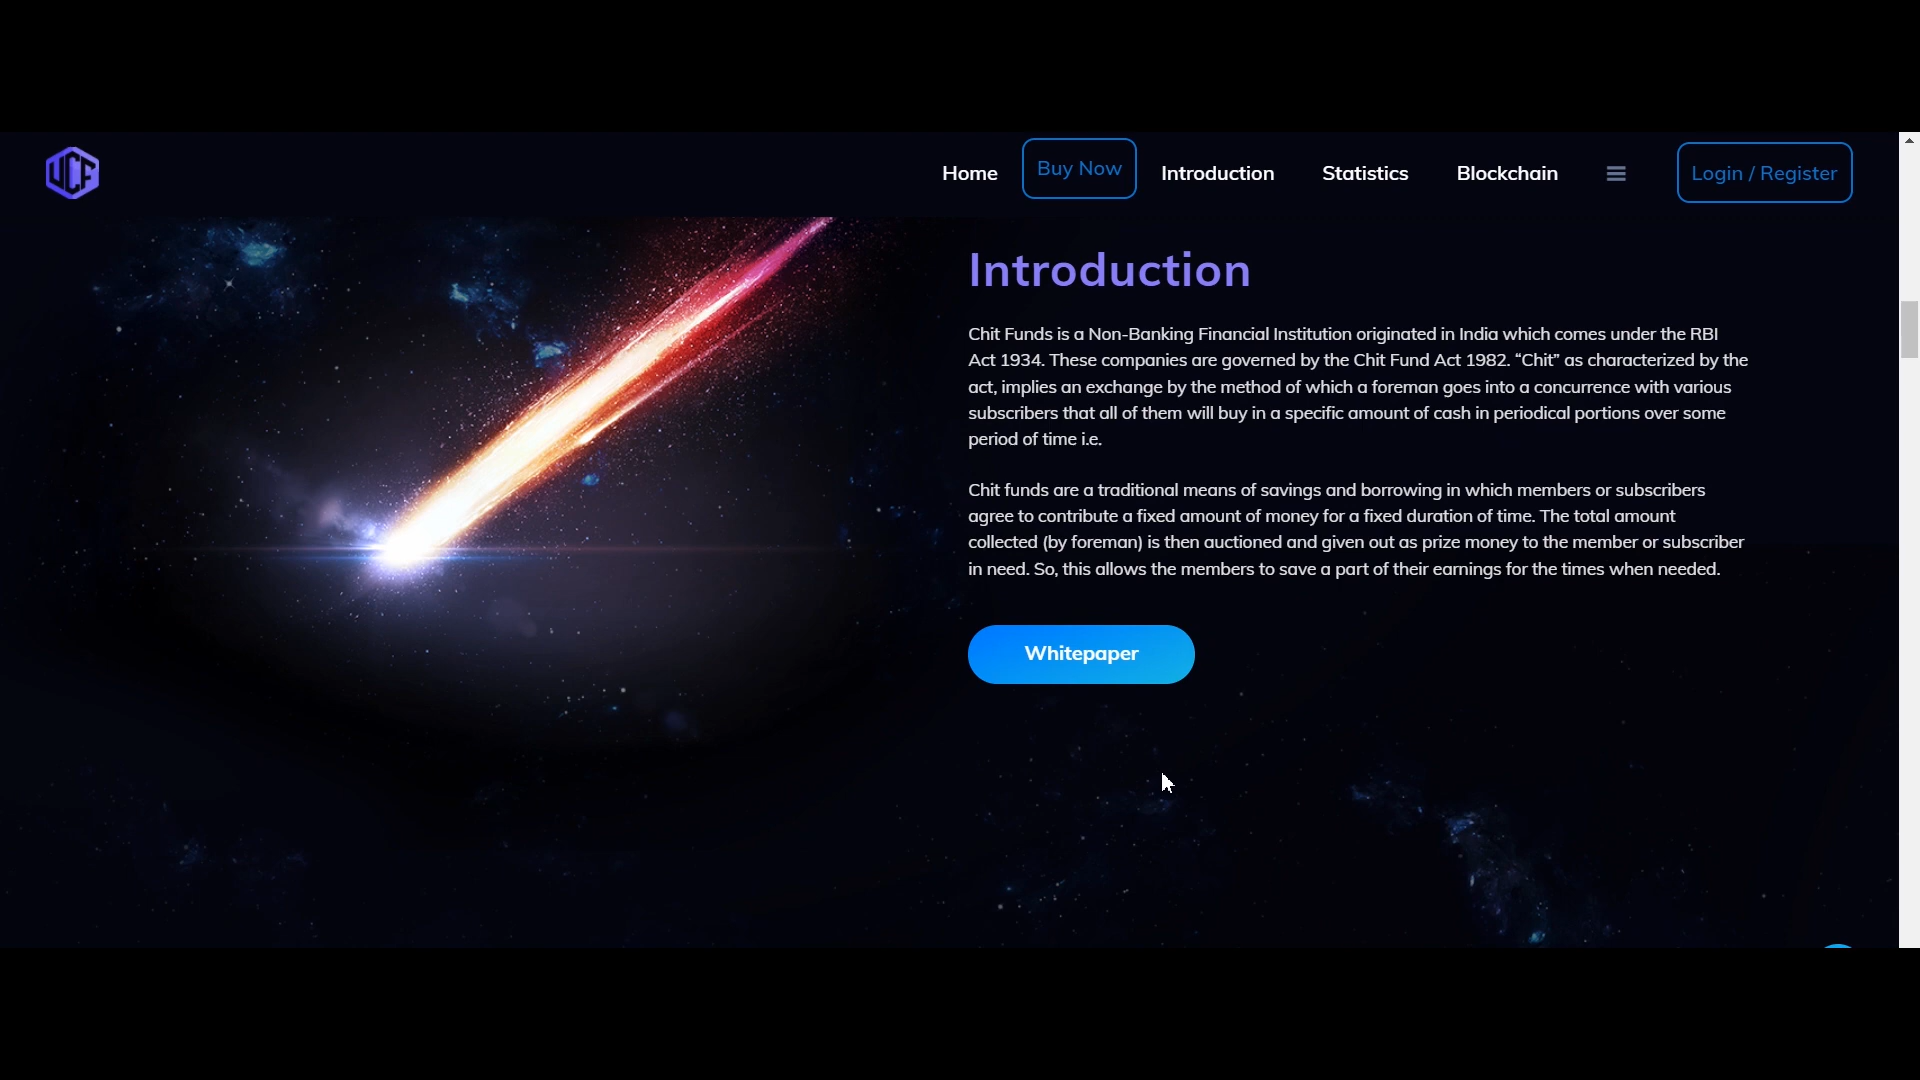 UCF
Home
Buy Now
Introduction
Statistics
Blockchain
Login / Register
Introduction
Chit Funds is a Non-Banking Financial Institution originated in India which comes under the RBI
Act 1934. These companies are governed by the Chit Fund Act 1982. “Chit” as characterized by the
act, implies an exchange by the method of which a foreman goes into a concurrence with various
subscribers that all of them will buy in a specific amount of cash in periodical portions over some
period of time i.e.
Chit funds are a traditional means of savings and borrowing in which members or subscribers
agree to contribute a fixed amount of money for a fixed duration of time. The total amount
collected (by foreman) is then auctioned and given out as prize money to the member or subscriber
in need. So, this allows the members to save a part of their earnings for the times when needed.
Whitepaper